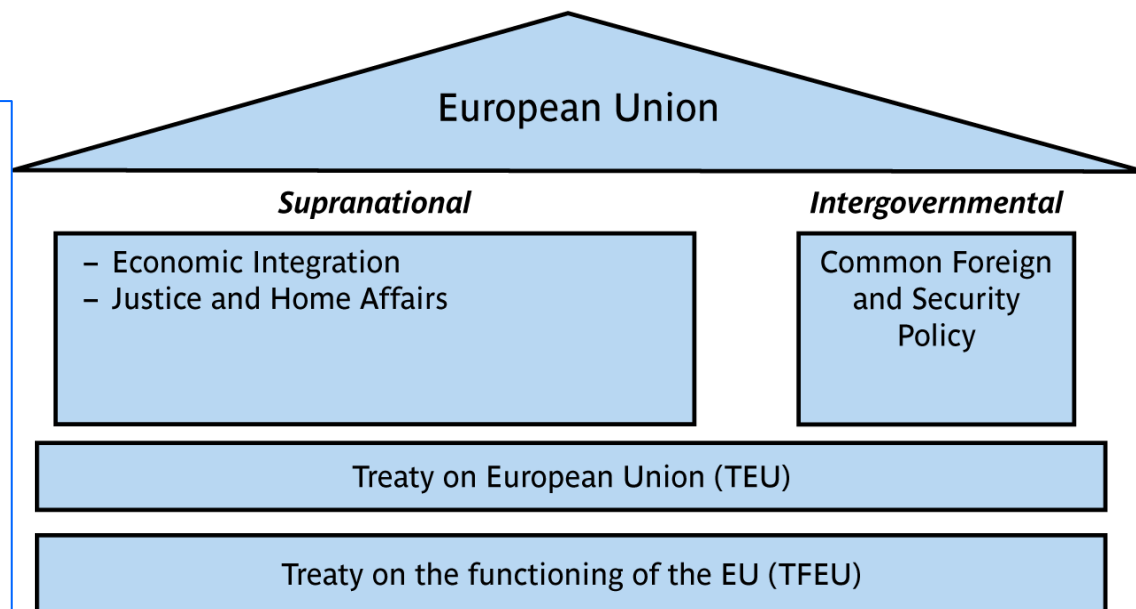 European Union
Supranational
Intergovernmental
– Economic Integration
– Justice and Home Affairs
Common Foreign
and Security
Policy
Treaty on European Union (TEU)
Treaty on the functioning of the EU (TFEU)